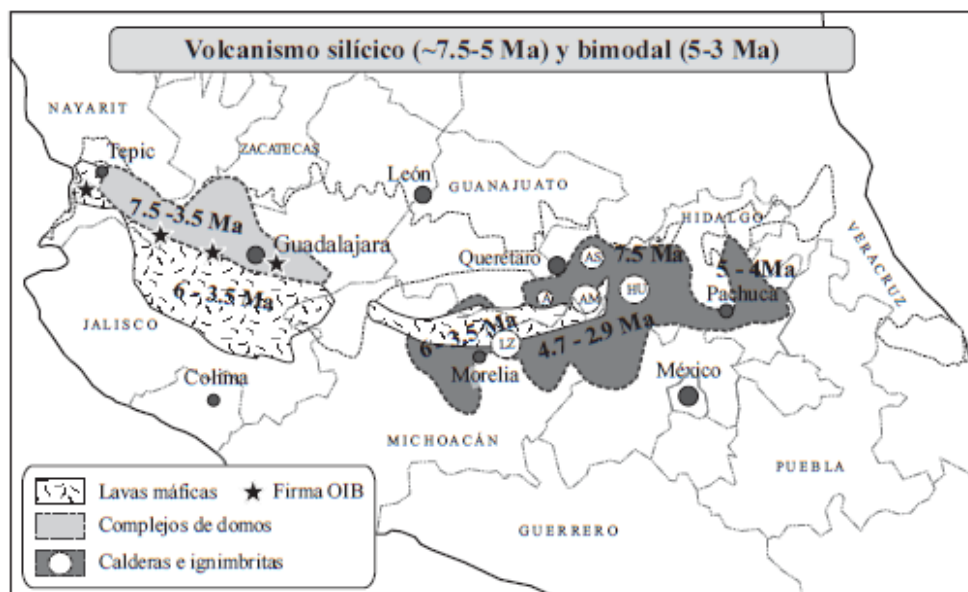 Volcanismo silícico (~7.5-5 Ma) y bimodal (5-3 Ma)
NAYARIT
Tepic
ZACATECAS
León
GUANAJUATO
7.5 -3.5 Ma
Guadalajara
Querétaro
AS
7.5 Ma
HIDALGO
5 - 4Ma
VERACRUZ
6 - 3.5 Ma
A
AM
HU
Pachuca
JALISCO
6 - 3.5 Ma
LZ
4.7 - 2.9 Ma
Colima
Morelia
México
MICHOACÁN
PUEBLA
GUERRERO
Lavas máficas
Firma OIB
Complejos de domos
Calderas e ignimbritas